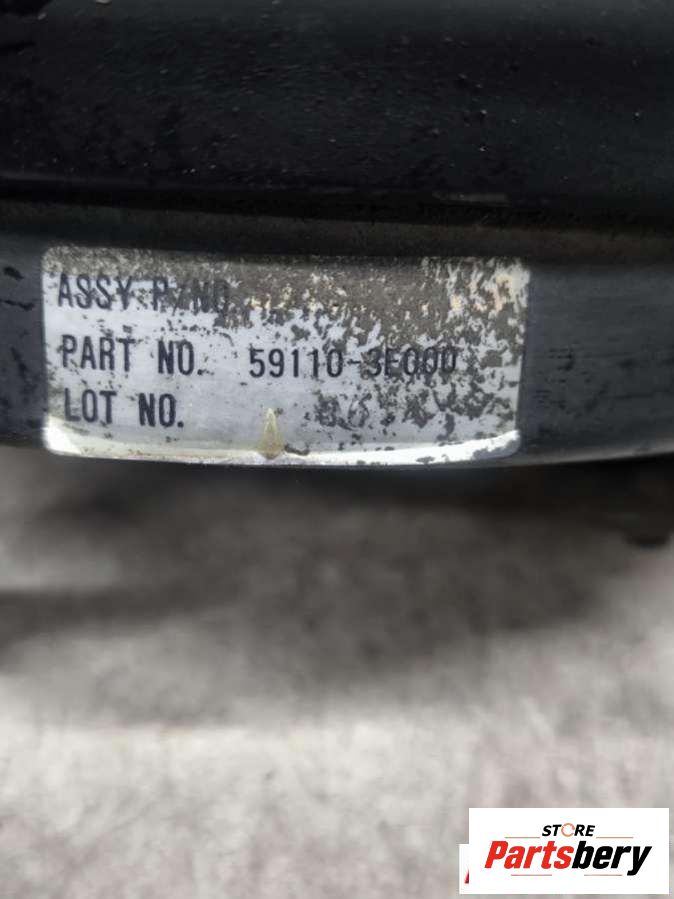 ASSY P/NO.
PART NO. 59110-3E000
LOT NO.
STORE
Partsbery